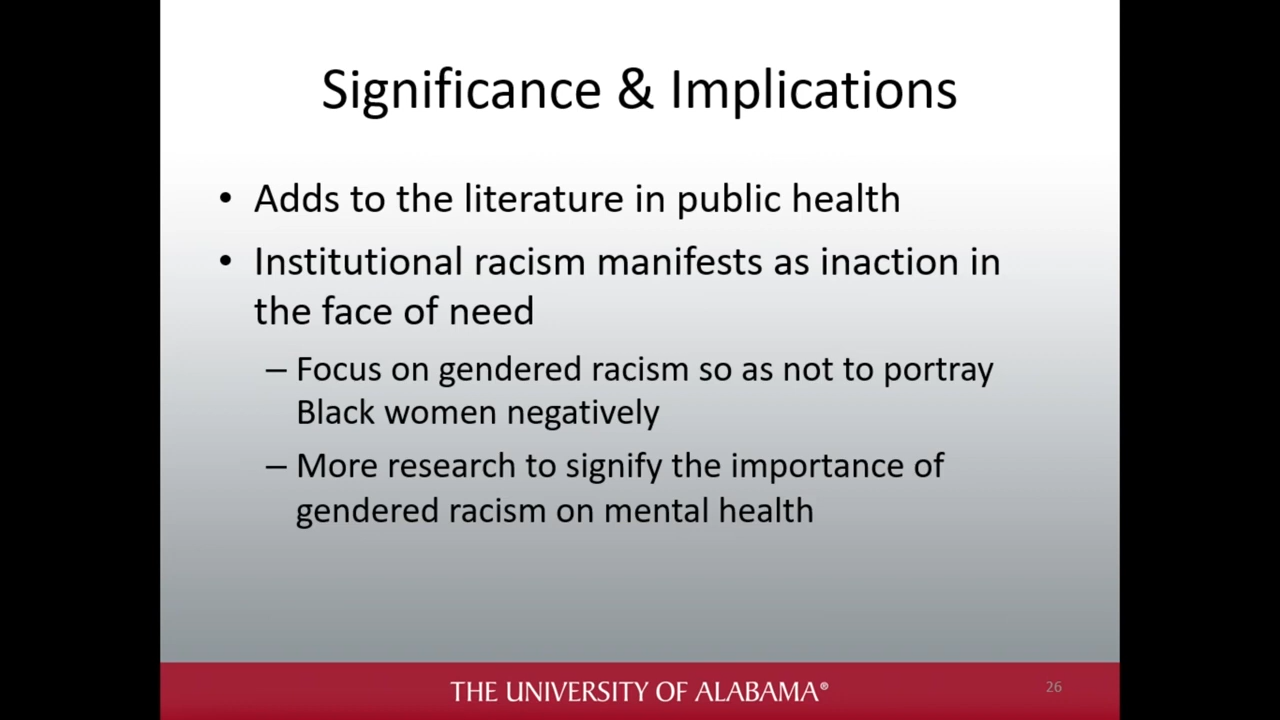 Significance & Implications
• Adds to the literature in public health
• Institutional racism manifests as inaction in
the face of need
– Focus on gendered racism so as not to portray
Black women negatively
– More research to signify the importance of
gendered racism on mental health
THE UNIVERSITY OF ALABAMA®
26